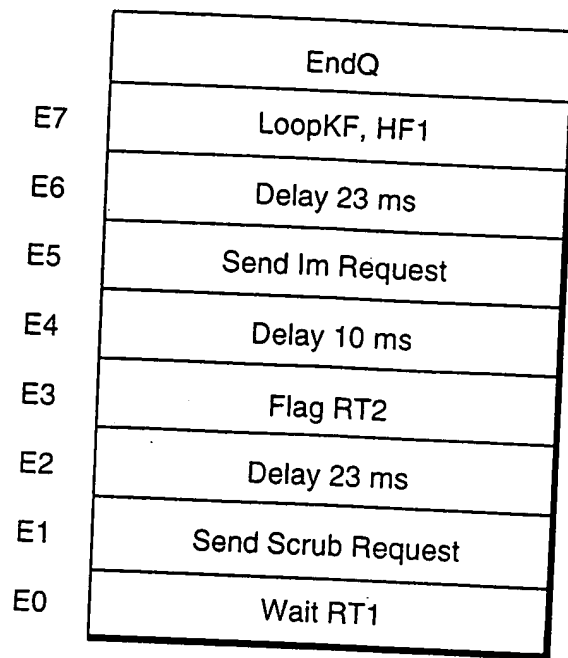 EndQ
E7 LoopKF, HF1
E6 Delay 23 ms
E5 Send Im Request
E4 Delay 10 ms
E3 Flag RT2
E2 Delay 23 ms
E1 Send Scrub Request
E0 Wait RT1